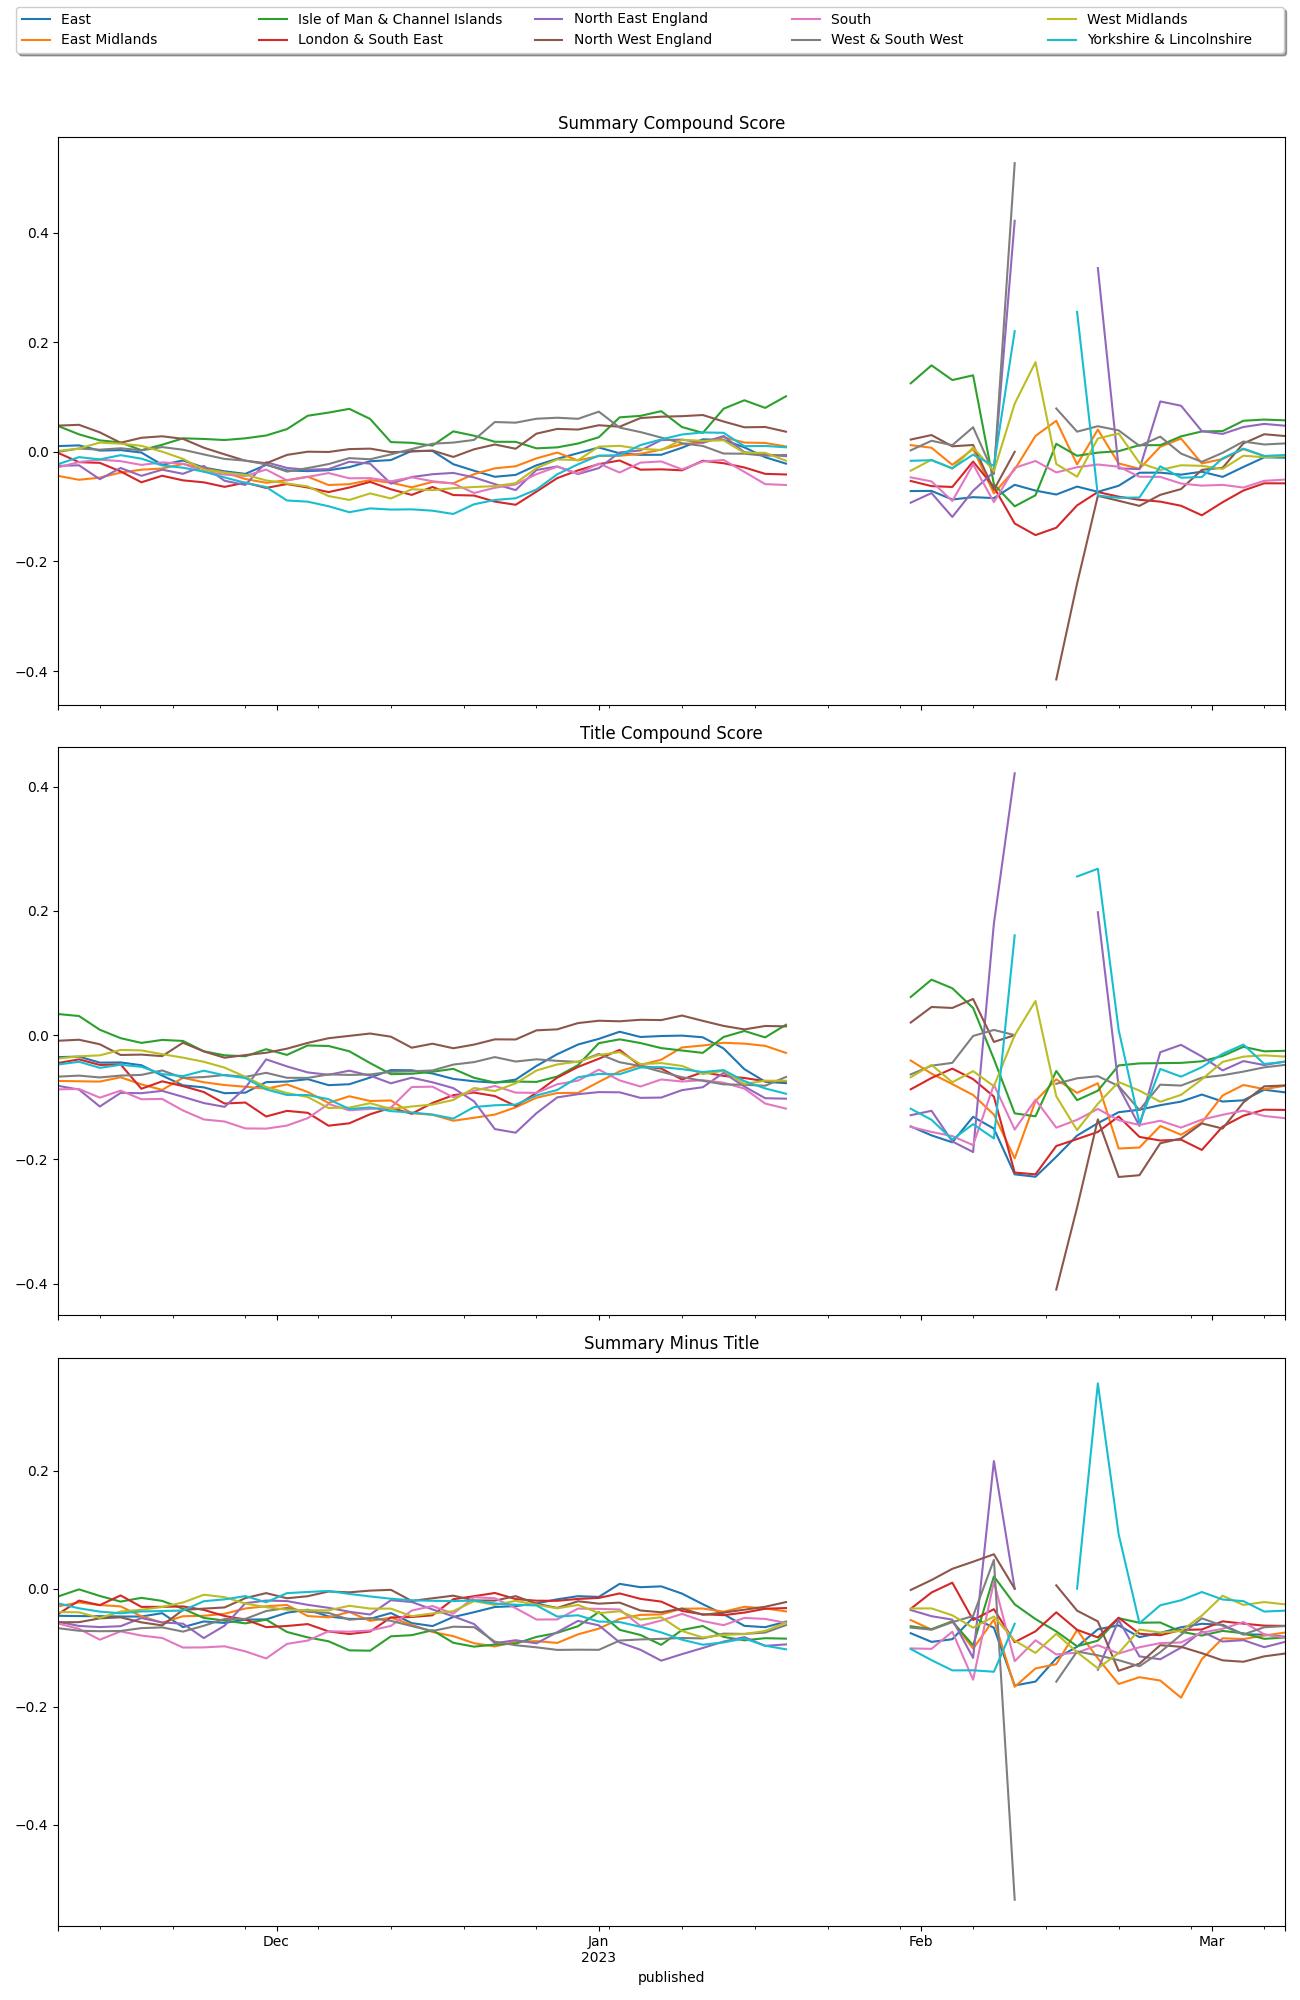 East
Isle of Man & Channel Islands
North East England
South
West Midlands
East Midlands
London & South East
North West England
West & South West
Yorkshire & Lincolnshire
Summary Compound Score
0.4
0.2
0.0
−0.2
−0.4
Title Compound Score
0.4
0.2
0.0
−0.2
−0.4
Summary Minus Title
0.2
0.0
−0.2
−0.4
Dec
Jan
2023
Feb
Mar
published